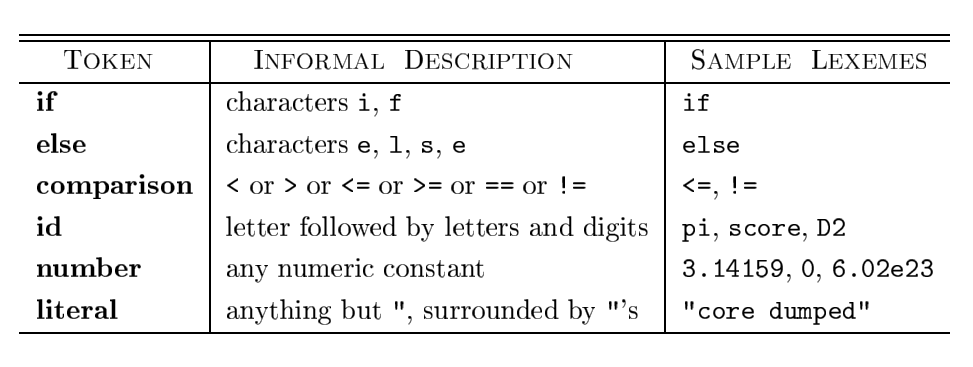 TOKEN INFORMAL DESCRIPTION SAMPLE LEXEMES
if characters i, f if
else characters e, l, s, e else
comparison < or > or <= or >= or == or != <=, !=
id letter followed by letters and digits pi, score, D2
number any numeric constant 3.14159, 0, 6.02e23
literal anything but ", surrounded by "'s "core dumped"